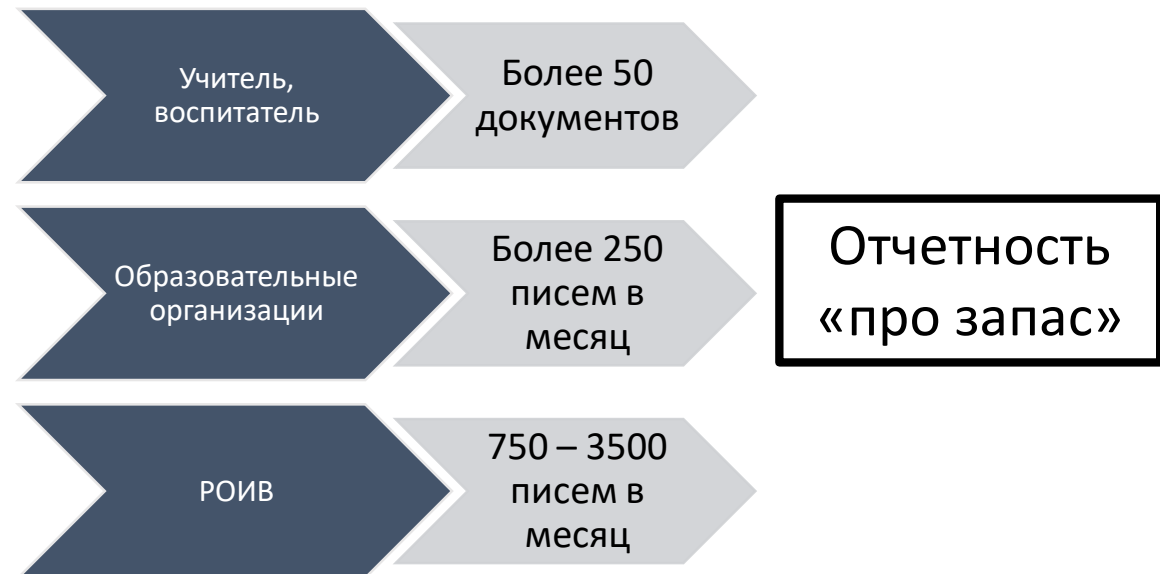 Учитель,
воспитатель
Более 50
документов
Образовательные
организации
Более 250
писем в
месяц
Отчетность
«про запас»
РОИВ
750 – 3500
писем в
месяц